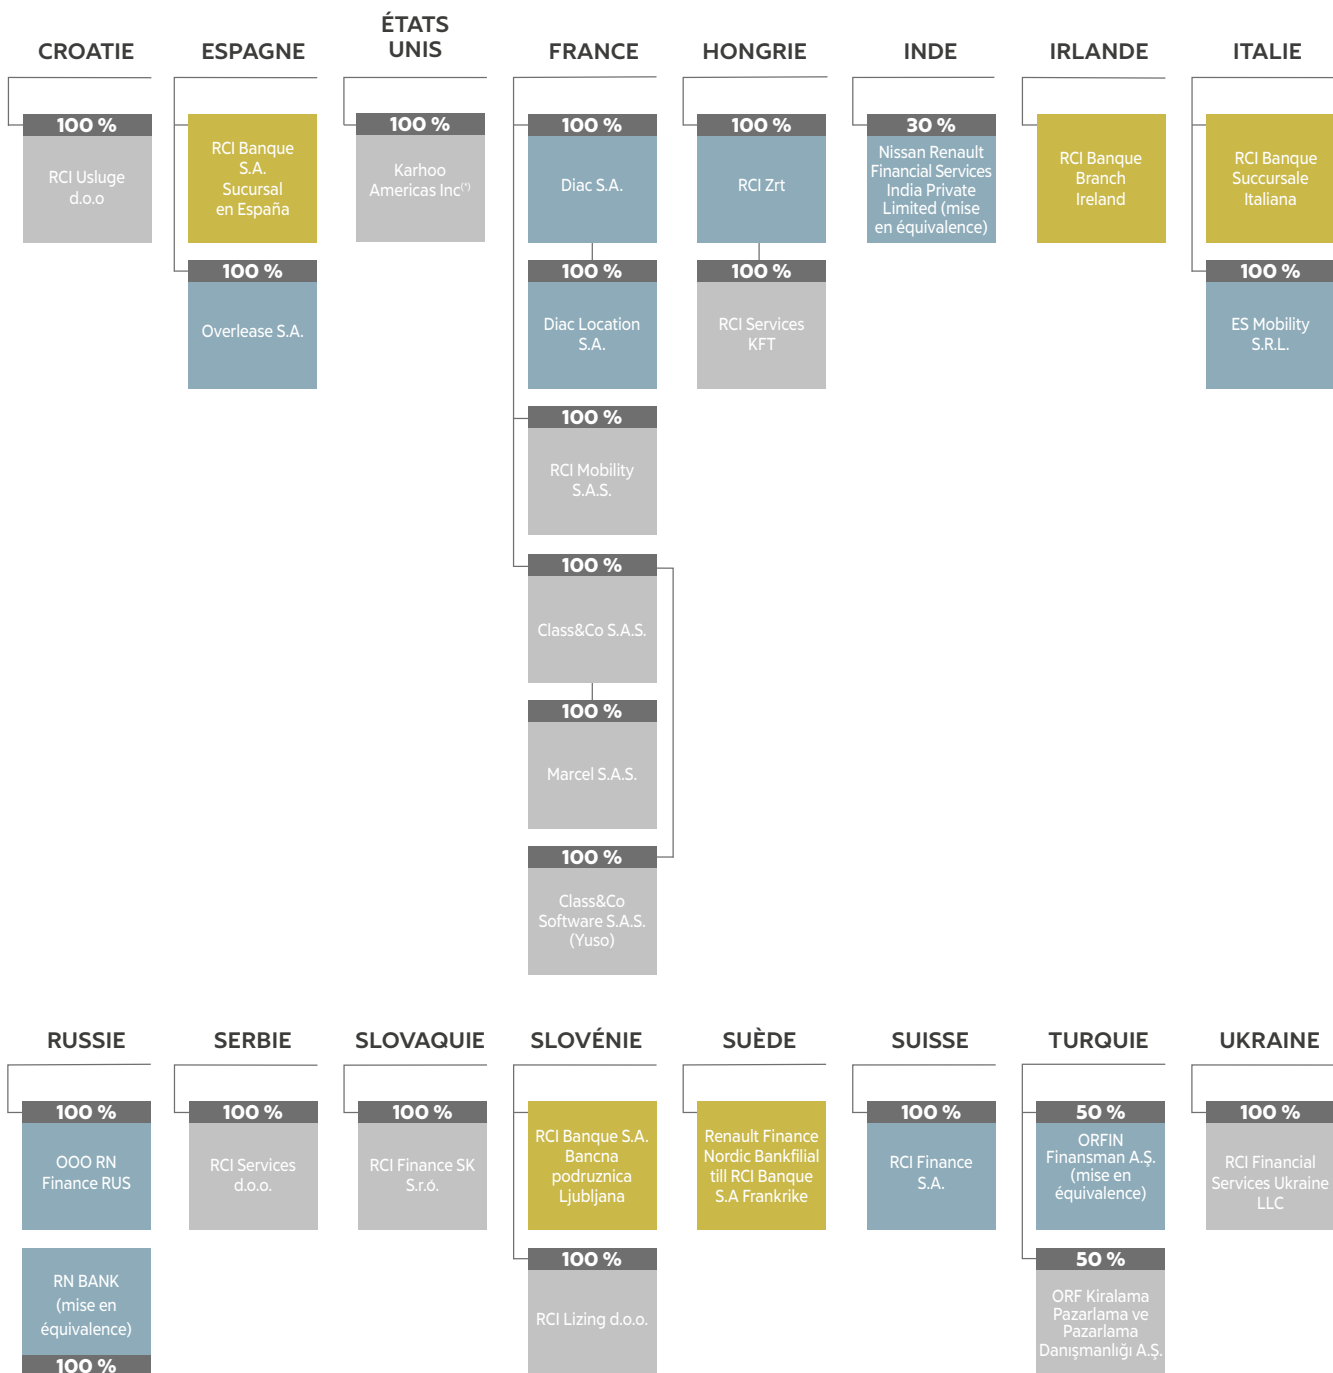 CROATIE
100 %
RCI Usluge
d.o.o
ESPAGNE
RCI Banque
S.A.
Sucursal
en España
100 %
Overlease S.A.
ÉTATS
UNIS
100 %
Karhoo
Americas Inc(*)
FRANCE
100 %
Diac S.A.
100 %
Diac Location
S.A.
100 %
RCI Mobility
S.A.S.
100 %
Class&Co S.A.S.
100 %
Marcel S.A.S.
100 %
Class&Co
Software S.A.S.
(Yuso)
HONGRIE
100 %
RCI Zrt
100 %
RCI Services
KFT
INDE
30 %
Nissan Renault
Financial Services
India Private
Limited (mise
en équivalence)
IRLANDE
RCI Banque
Branch
Ireland
ITALIE
RCI Banque
Succursale
Italiana
100 %
ES Mobility
S.R.L.
RUSSIE
100 %
OOO RN
Finance RUS
RN BANK
(mise en
équivalence)
100 %
SERBIE
100 %
RCI Services
d.o.o.
SLOVAQUIE
100 %
RCI Finance SK
S.r.ó.
SLOVÉNIE
RCI Banque S.A.
Bancna
podruznica
Ljubljana
100 %
RCI Lizing d.o.o.
SUÈDE
Renault Finance
Nordic Bankfilial
till RCI Banque
S.A Frankrike
SUISSE
100 %
RCI Finance
S.A.
TURQUIE
50 %
ORFIN
Finansman A.Ş.
(mise en
équivalence)
50 %
ORF Kiralama
Pazarlama ve
Pazarlama
Danışmanlığı A.Ş.
UKRAINE
100 %
RCI Financial
Services Ukraine
LLC